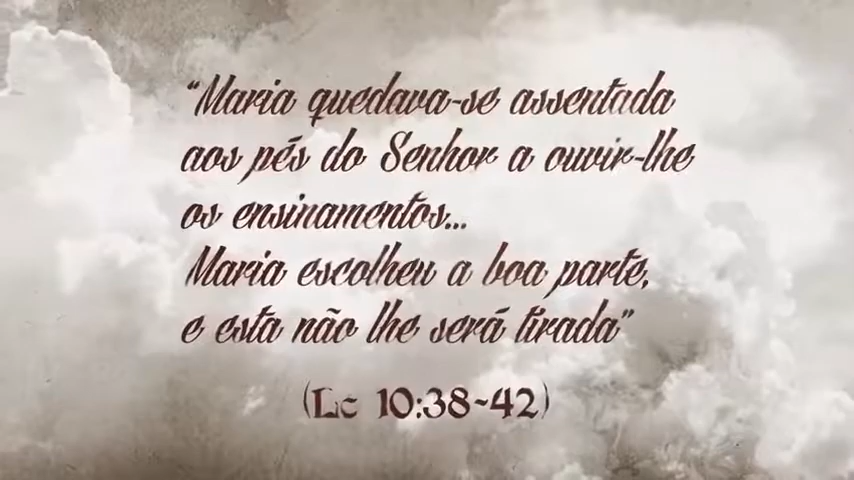 "Maria quedava-se assentada
aos pés do Senhor a ouvir-lhe
os ensinamentos...
Maria escolheu a boa parte,
e esta não lhe será tirada"
(Lc 10:38-42)